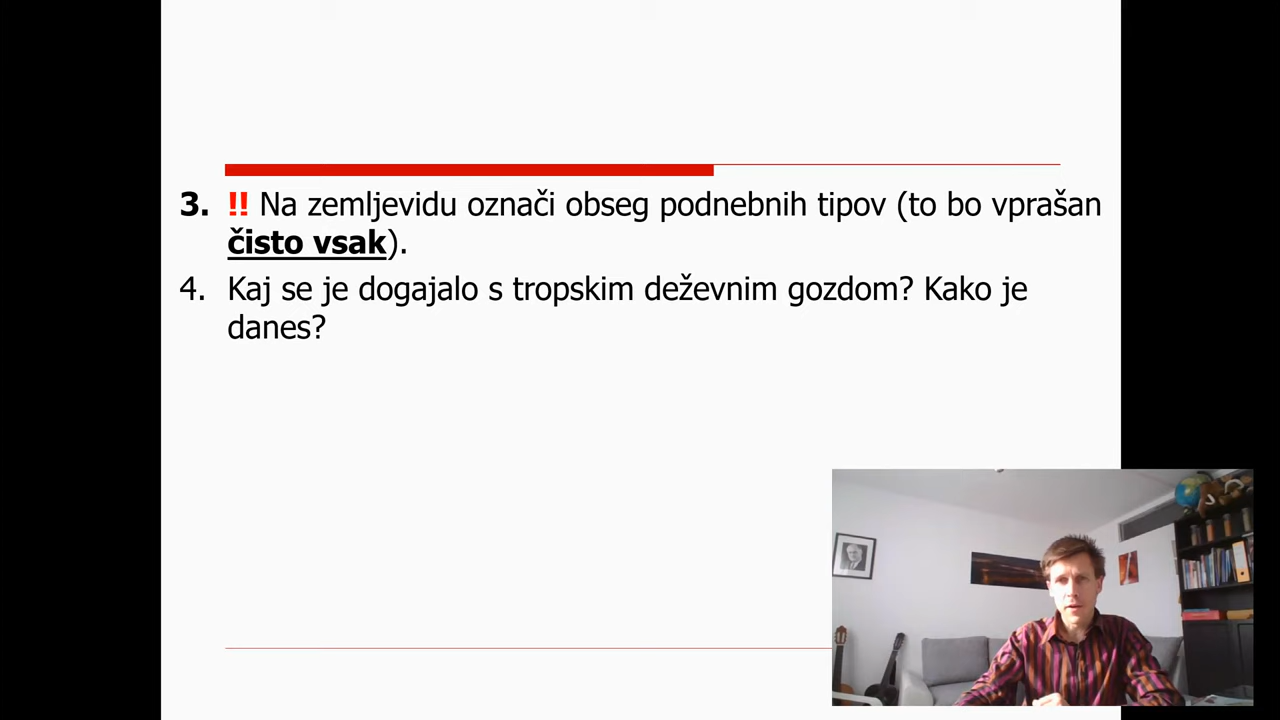 3. !! Na zemljevidu označi obseg podnebnih tipov (to bo vprašan
čisto vsak).
4. Kaj se je dogajalo s tropskim deževnim gozdom? Kako je
danes?